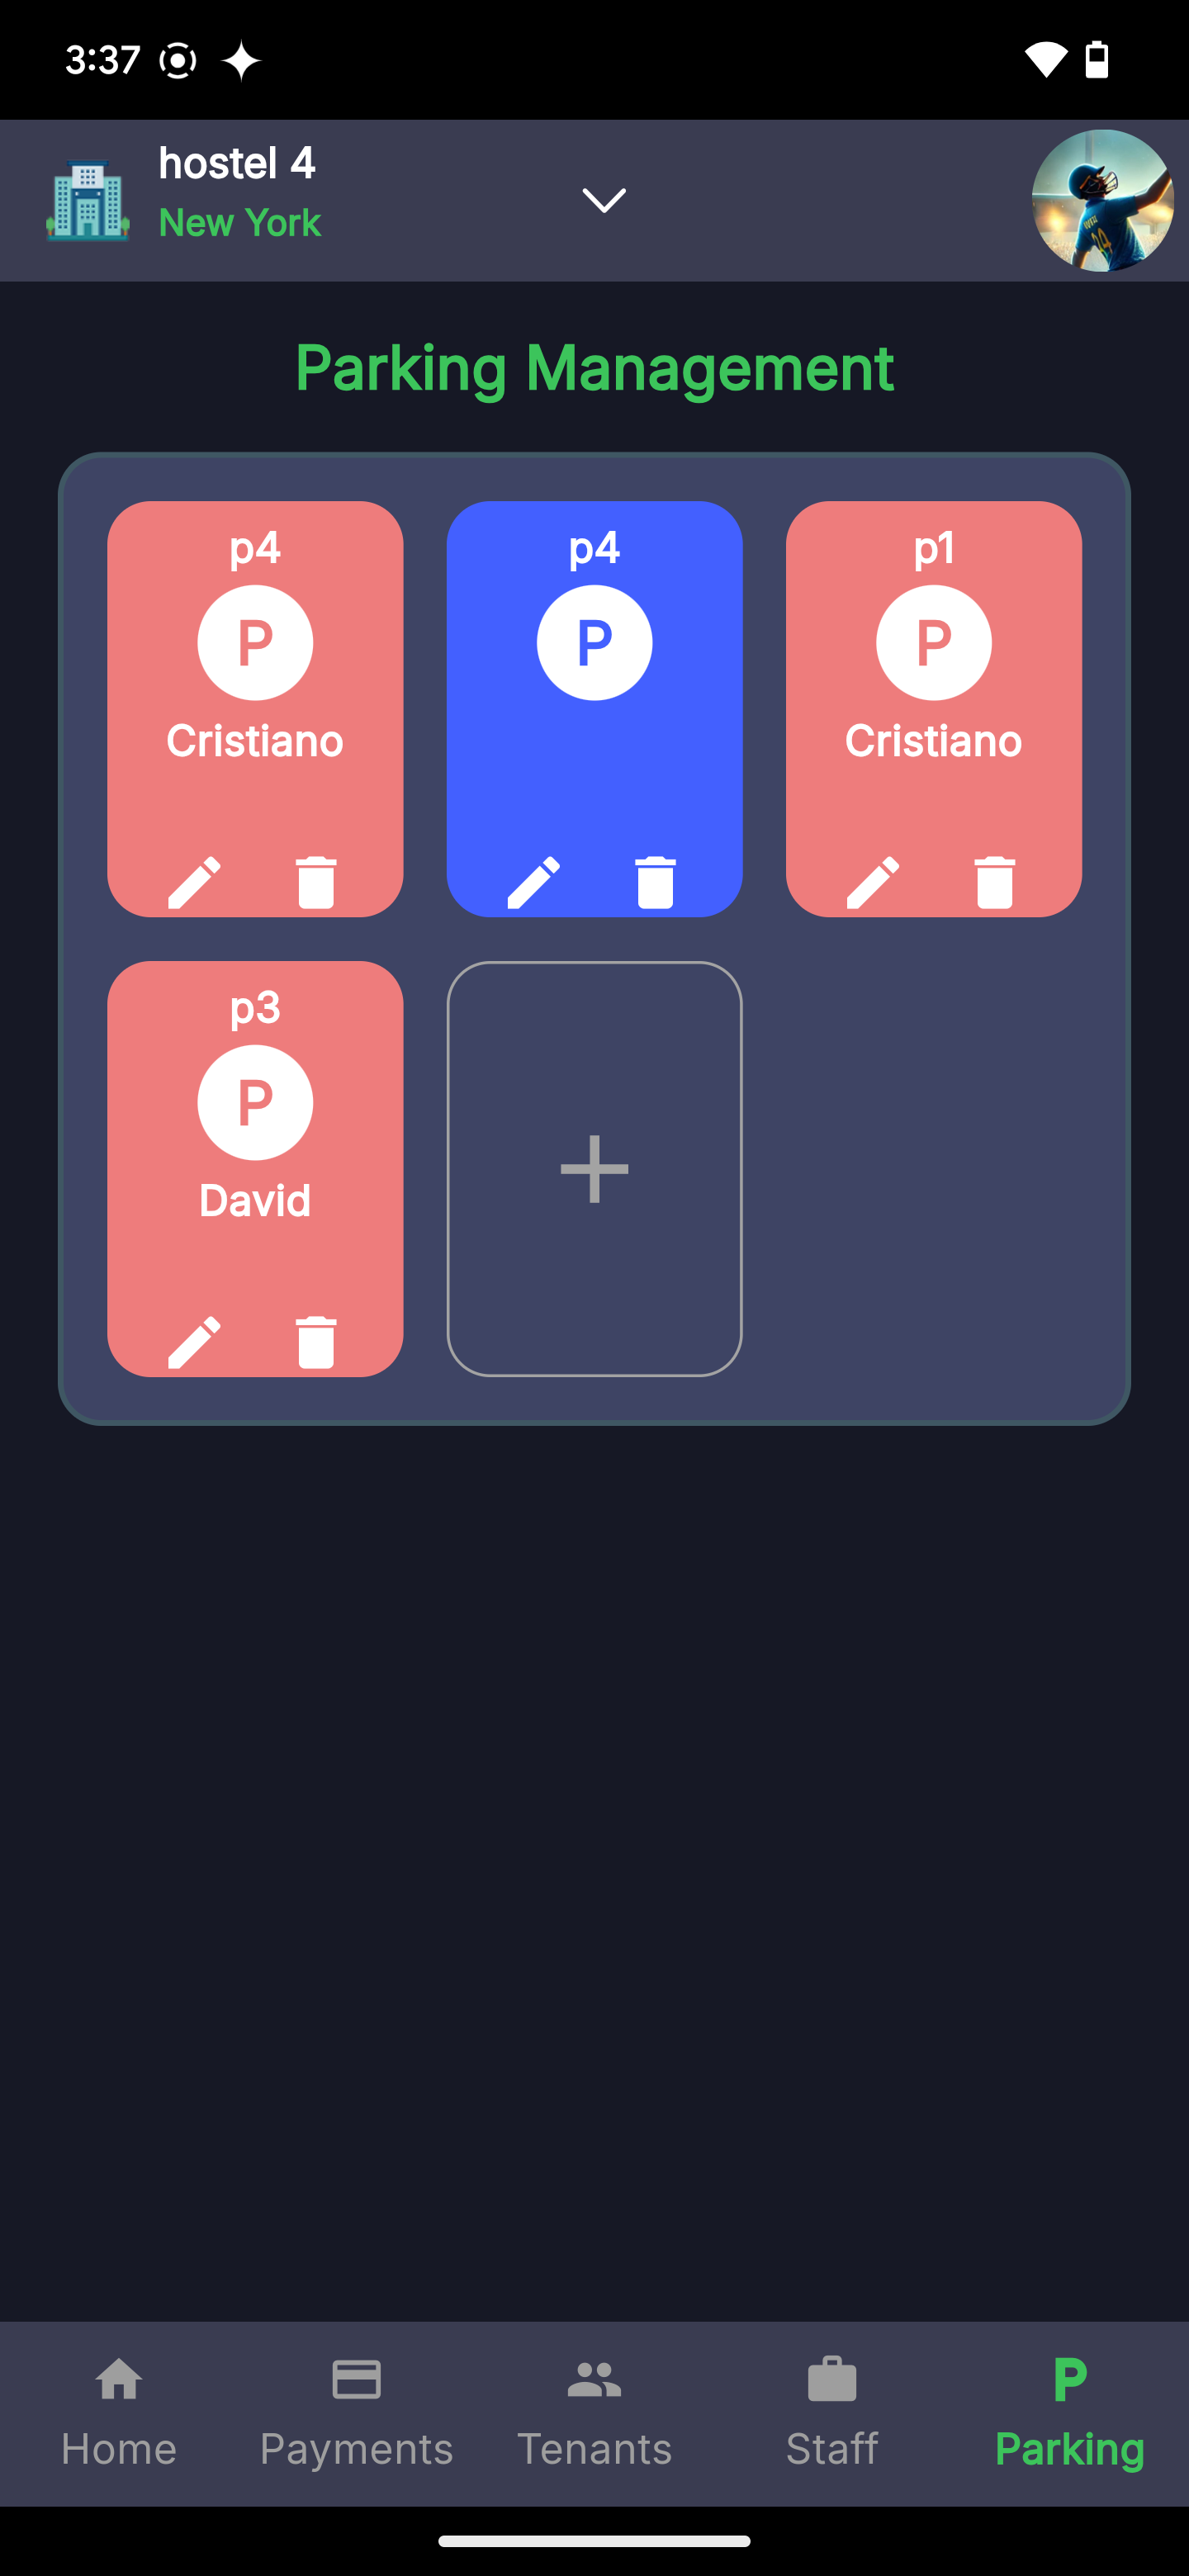 3:37
hostel 4
New York
Parking Management
p4 p4 p1
P P P
Cristiano Cristiano
p3
P
David
Home Payments Tenants Staff Parking
P